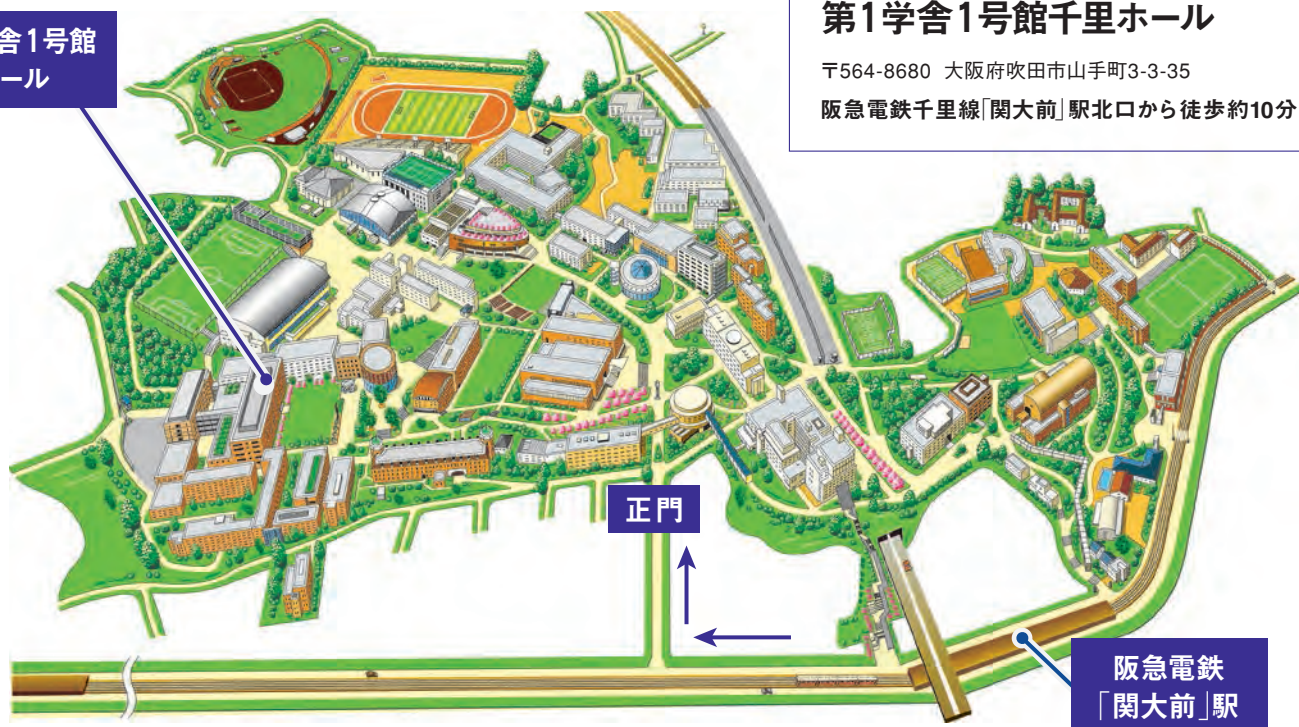 舎1号館
ール
第1学舎1号館千里ホール
〒564-8680 大阪府吹田市山手町3-3-35
阪急電鉄千里線「関大前」駅北口から徒歩約10分
正門
阪急電鉄
「関大前」駅